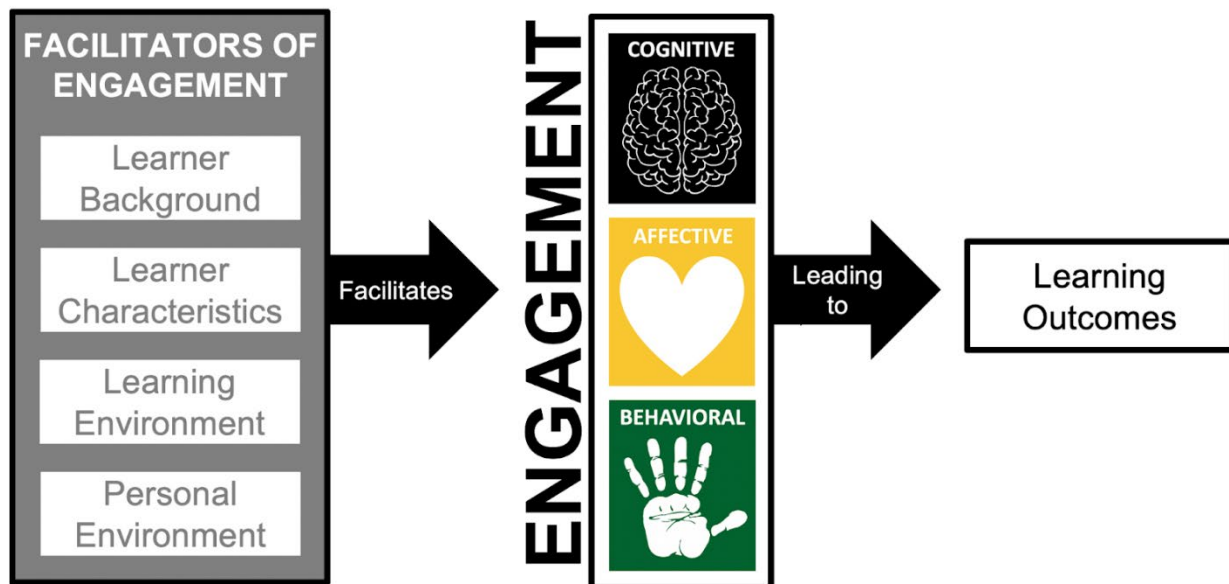 FACILITATORS OF
ENGAGEMENT
Learner
Background
Learner
Characteristics
Learning
Environment
Personal
Environment
Facilitates
ENGAGEMENT
COGNITIVE
AFFECTIVE
BEHAVIORAL
Leading
to
Learning
Outcomes